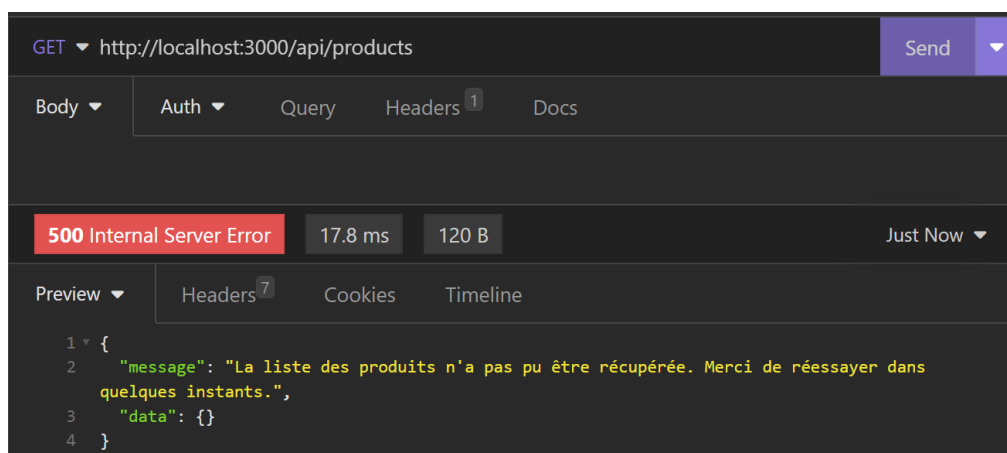 GET http://localhost:3000/api/products Send
Body Auth Query Headers 1 Docs
500 Internal Server Error 17.8 ms 120 B Just Now
Preview Headers 7 Cookies Timeline
1 {
2 "message": "La liste des produits n'a pas pu être récupérée. Merci de réessayer dans
quelques instants.",
3 "data": {}
4 }